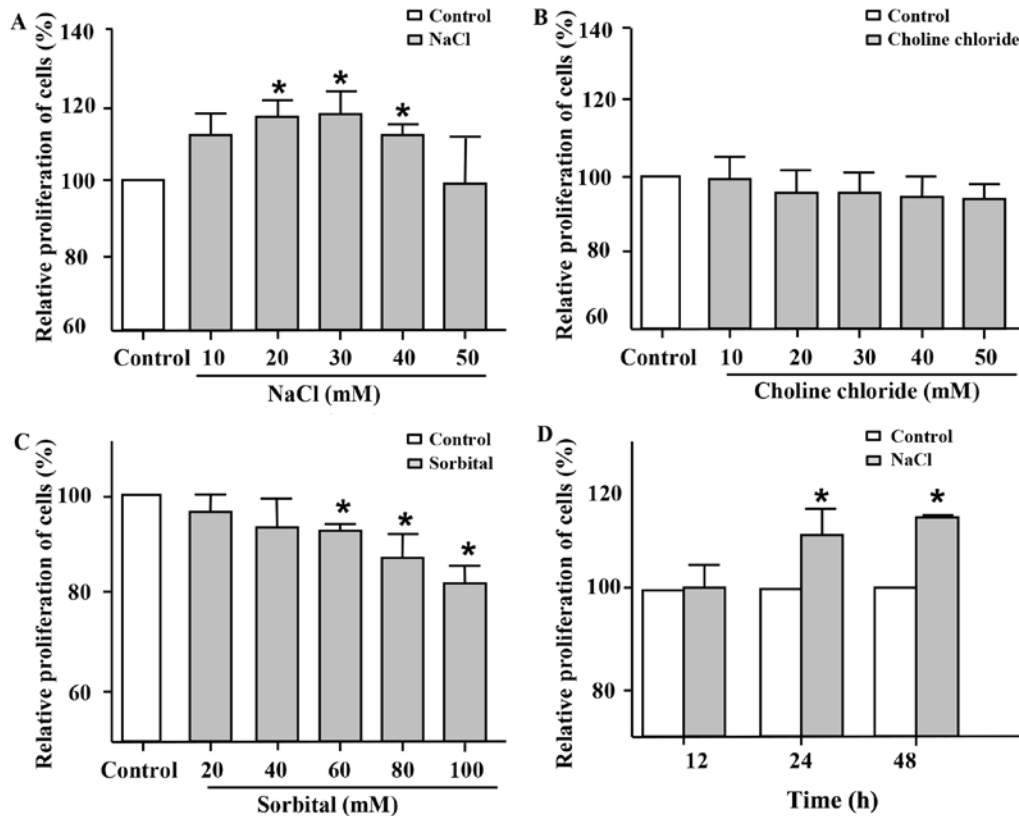 A
Relative proliferation of cells (%)
140
120
100
80
60
Control
NaCl
*
*
*
Control 10 20 30 40 50
NaCl (mM)
B
Relative proliferation of cells (%)
140
120
100
80
60
Control
Choline chloride
Control 10 20 30 40 50
Choline chloride (mM)
C
Relative proliferation of cells (%)
100
80
60
Control
Sorbital
*
*
*
Control 20 40 60 80 100
Sorbital (mM)
D
Relative proliferation of cells (%)
120
100
80
Control
NaCl
*
*
12 24 48
Time (h)